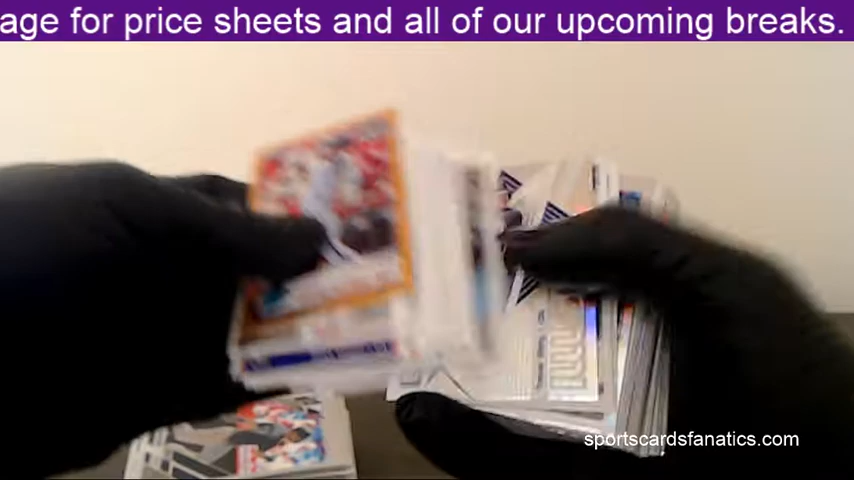 age for price sheets and all of our upcoming breaks.
sportscardsfanatics.com